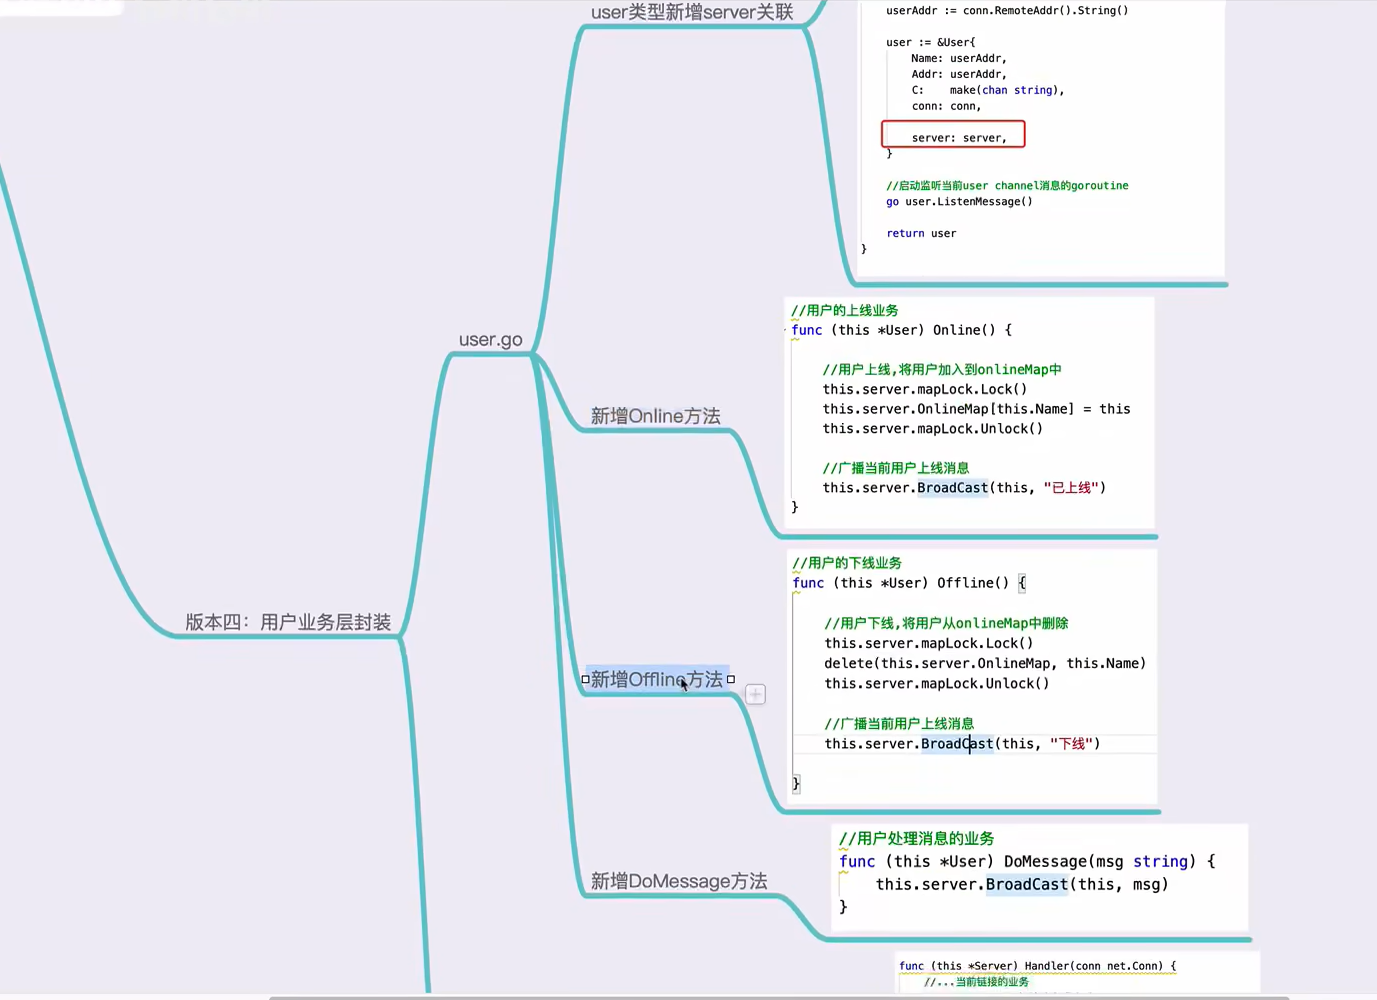 user类型新增server关联
userAddr := conn.RemoteAddr().String()
user := &User{
Name: userAddr,
Addr: userAddr,
C: make(chan string),
conn: conn,
server: server,
}
//启动监听当前user channel消息的goroutine
go user.ListenMessage()
return user
}
user.go
新增Online方法
//用户的上线业务
func (this *User) Online() {
//用户上线,将用户加入到onlineMap中
this.server.mapLock.Lock()
this.server.OnlineMap[this.Name] = this
this.server.mapLock.Unlock()
//广播当前用户上线消息
this.server.BroadCast(this, "已上线")
}
版本四：用户业务层封装
新增Offline方法
//用户的下线业务
func (this *User) Offline() {
//用户下线,将用户从onlineMap中删除
this.server.mapLock.Lock()
delete(this.server.OnlineMap, this.Name)
this.server.mapLock.Unlock()
//广播当前用户上线消息
this.server.BroadCast(this, "下线")
}
新增DoMessage方法
//用户处理消息的业务
func (this *User) DoMessage(msg string) {
this.server.BroadCast(this, msg)
}
func (this *Server) Handler(conn net.Conn) {
//...当前链接的业务